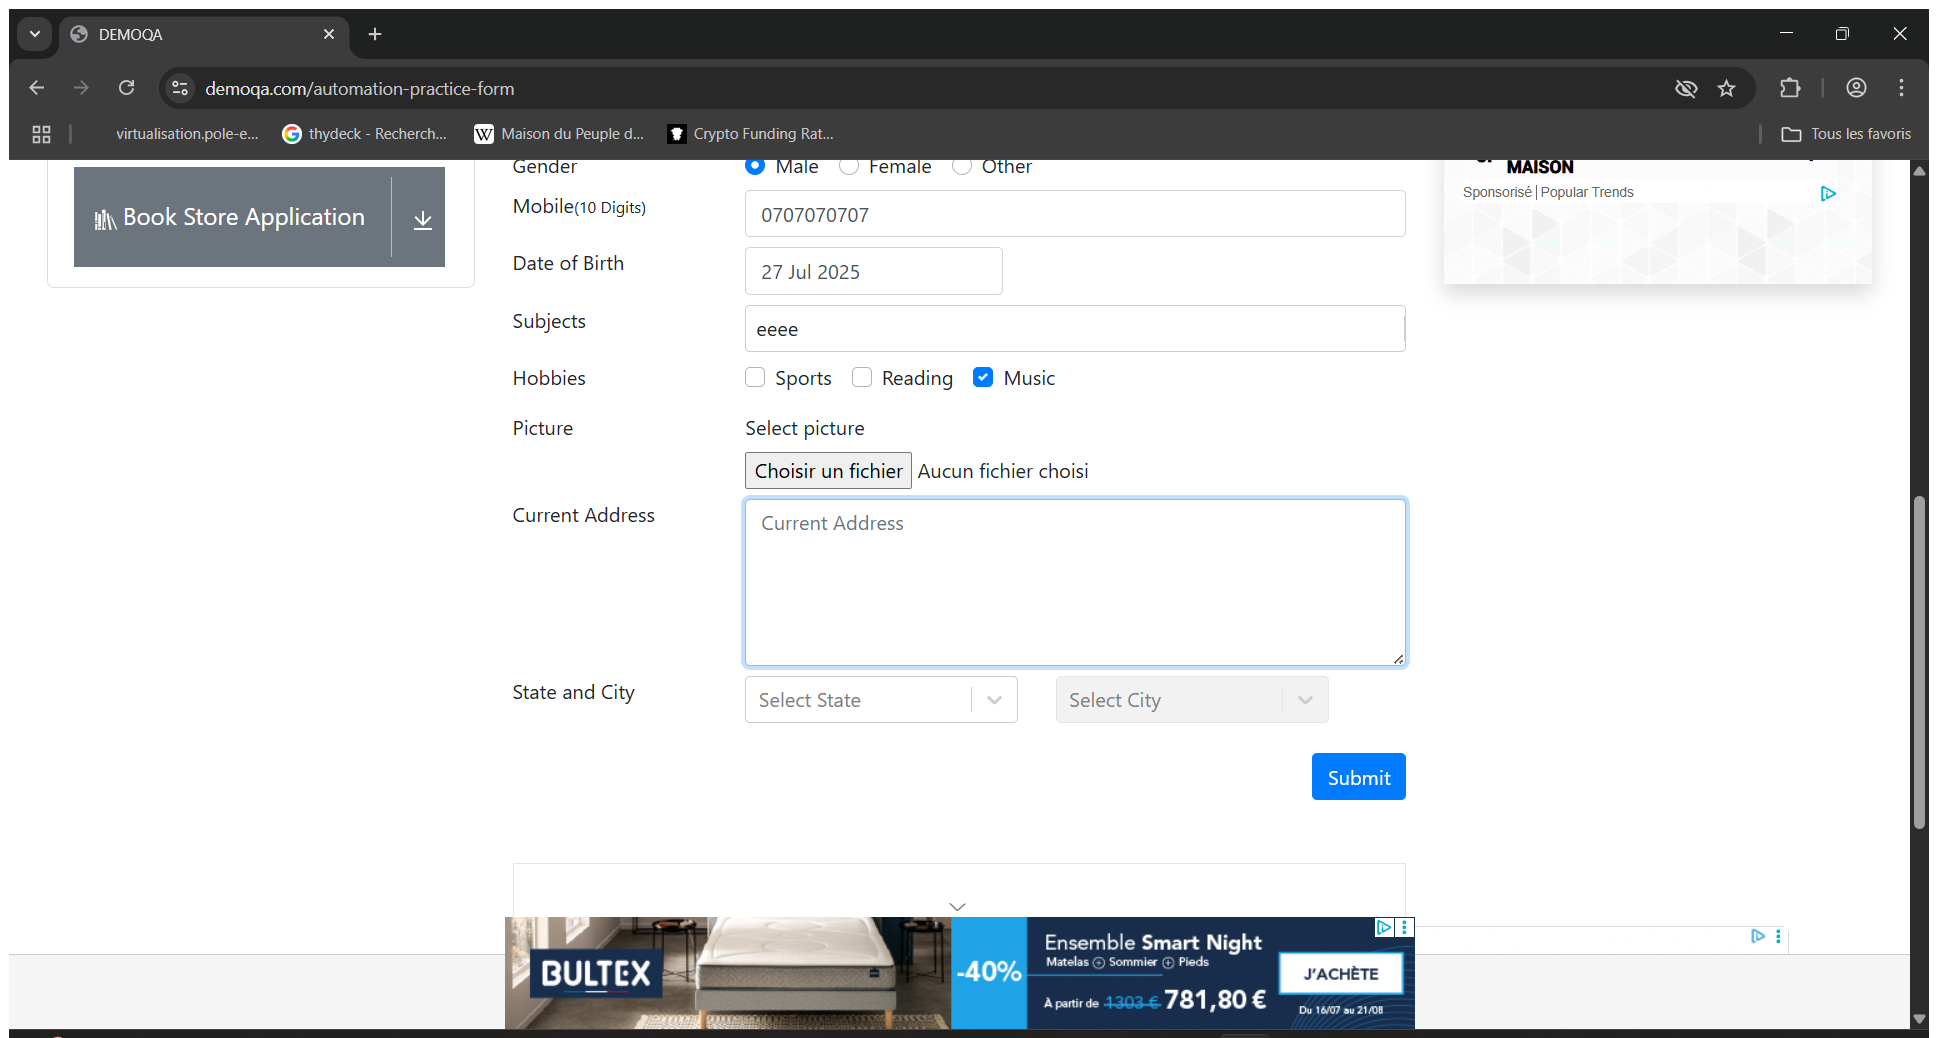 DEMOQA
demoqa.com/automation-practice-form
virtualisation.pole-e...
thydeck - Recherch...
W Maison du Peuple d...
Crypto Funding Rat...
Tous les favoris
Gender
Male
Female
Other
MAISON
Sponsorisé | Popular Trends
Book Store Application
Mobile(10 Digits)
0707070707
Date of Birth
27 Jul 2025
Subjects
eeee
Hobbies
Sports
Reading
Music
Picture
Select picture
Choisir un fichier
Aucun fichier choisi
Current Address
Current Address
State and City
Select State
Select City
Submit
BULTEX
-40%
Ensemble Smart Night
Matelas + Sommier + Pieds
À partir de 1303 € 781,80 €
J'ACHÈTE
Du 16/07 au 21/08